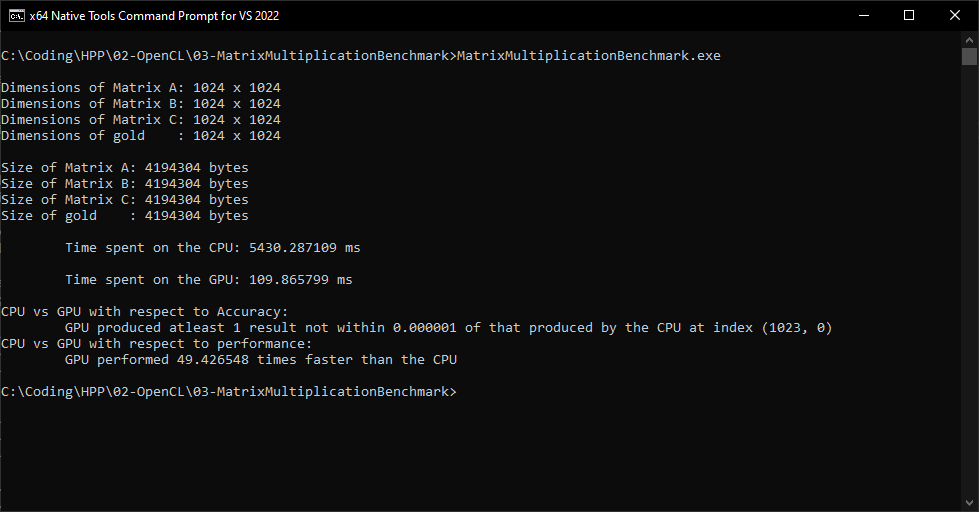 x64 Native Tools Command Prompt for VS 2022
C:\Coding\HPP\02-OpenCL\03-MatrixMultiplicationBenchmark>MatrixMultiplicationBenchmark.exe
Dimensions of Matrix A: 1024 x 1024
Dimensions of Matrix B: 1024 x 1024
Dimensions of Matrix C: 1024 x 1024
Dimensions of gold    : 1024 x 1024
Size of Matrix A: 4194304 bytes
Size of Matrix B: 4194304 bytes
Size of Matrix C: 4194304 bytes
Size of gold    : 4194304 bytes
Time spent on the CPU: 5430.287109 ms
Time spent on the GPU: 109.865799 ms
CPU vs GPU with respect to Accuracy:
GPU produced atleast 1 result not within 0.000001 of that produced by the CPU at index (1023, 0)
CPU vs GPU with respect to performance:
GPU performed 49.426548 times faster than the CPU
C:\Coding\HPP\02-OpenCL\03-MatrixMultiplicationBenchmark>